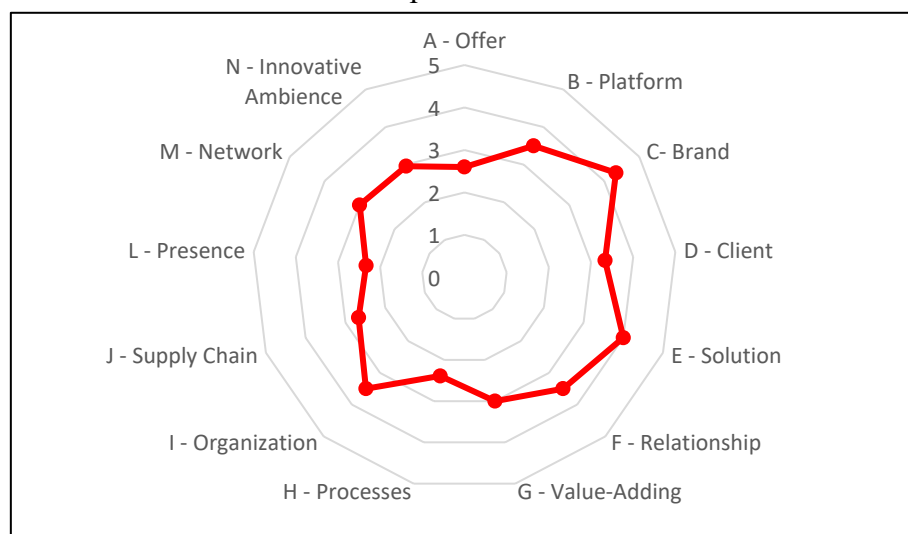 A - Offer
N - Innovative
Ambience
B - Platform
M - Network
C- Brand
L - Presence
D - Client
J - Supply Chain
E - Solution
I - Organization
F - Relationship
H - Processes
G - Value-Adding
5
4
3
2
1
0